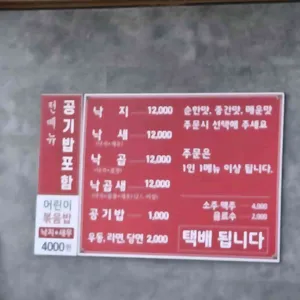 전메뉴
공기밥포함
어린이
볶음밥
낙지+새우
4000원
낙 지 12,000
낙 새 12,000
낙 곱 12,000
낙곱새 12,000
공기밥 1,000
우동, 라면, 당면 2,000
순한맛, 중간맛, 매운맛
주문시 선택해 주세요
주문은
1인 1메뉴 이상 됩니다.
소주·맥주 4,000
음료수 2,000
택배 됩니다